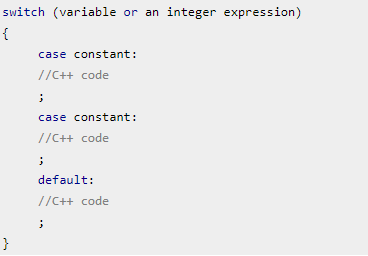 switch (variable or an integer expression)
{
case constant:
//C++ code
;
case constant:
//C++ code
;
default:
//C++ code
;
}